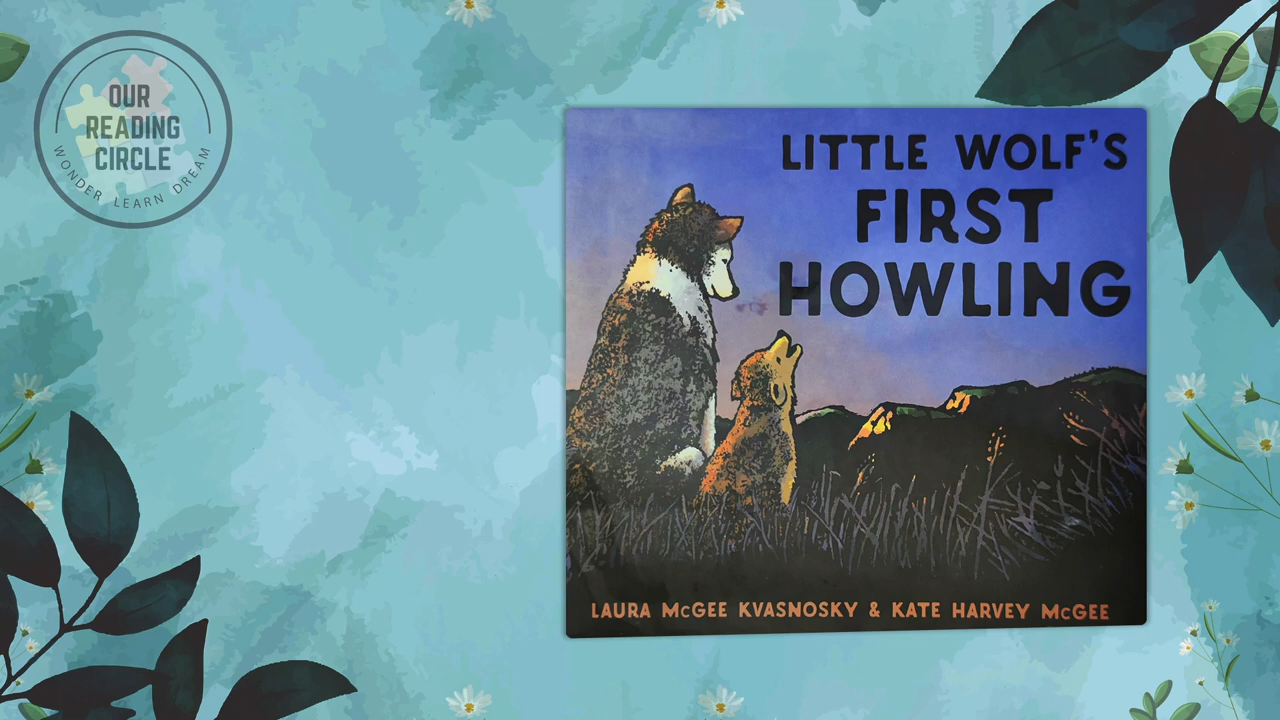 OUR
READING
CIRCLE
WONDER LEARN DREAM
LITTLE WOLF'S
FIRST
HOWLING
LAURA McGEE KVASNOSKY & KATE HARVEY McGEE